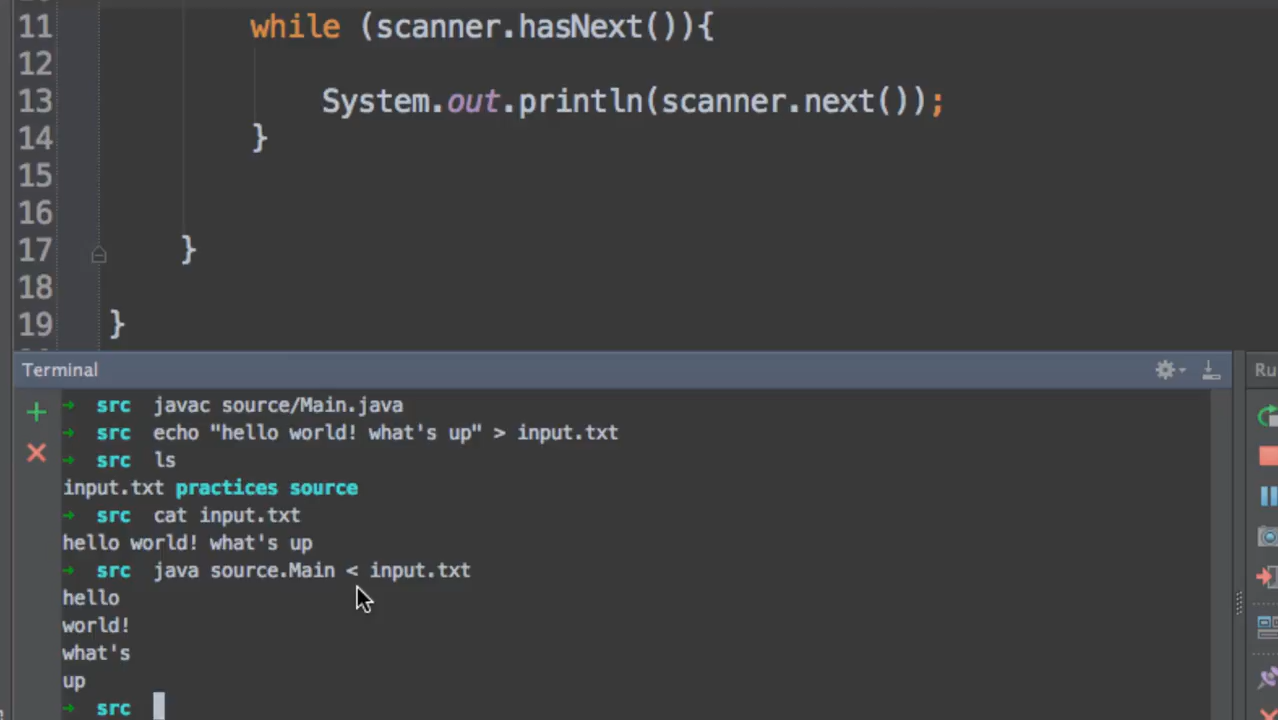 11 while (scanner.hasNext()){
12
13 System.out.println(scanner.next());
14 }
15
16
17 }
18
19 }
Terminal
Ru
→ src javac source/Main.java
→ src echo "hello world! what's up" > input.txt
→ src ls
input.txt practices source
→ src cat input.txt
hello world! what's up
→ src java source.Main < input.txt
hello
world!
what's
up
→ src